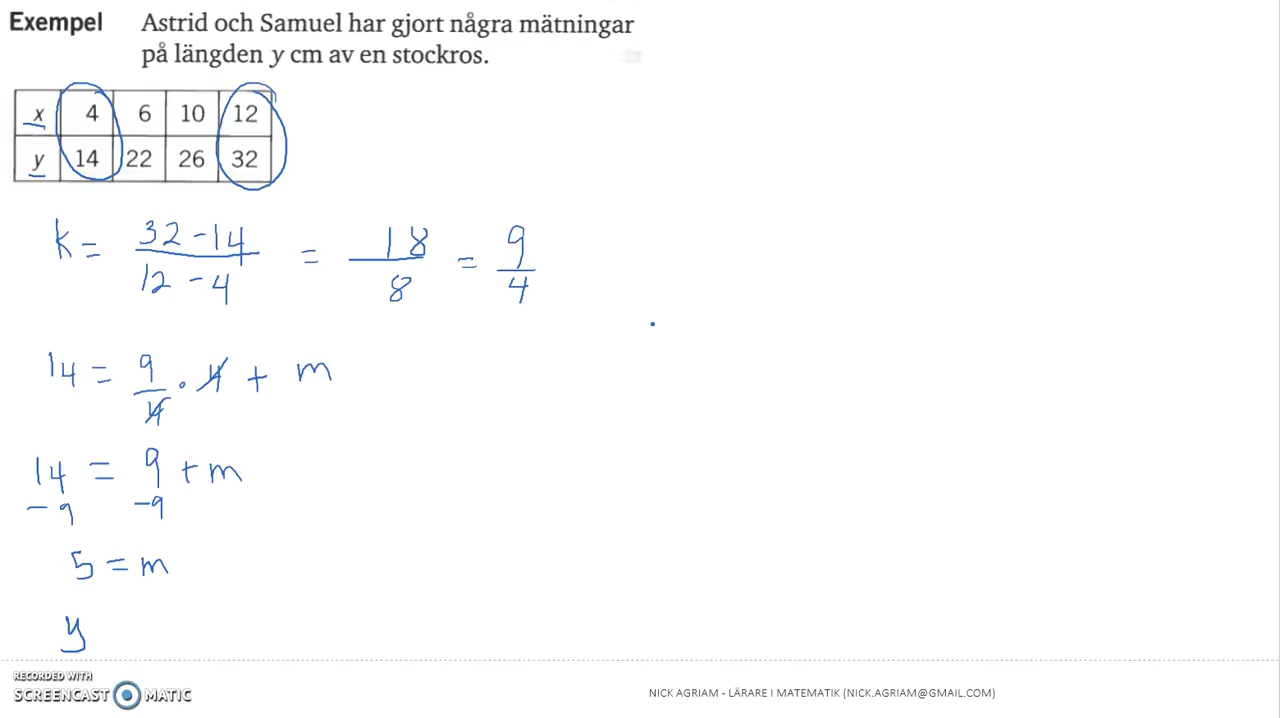 Exempel Astrid och Samuel har gjort några mätningar
på längden y cm av en stockros.
x 4 6 10 12
y 14 22 26 32
k = 32 - 14 / 12 - 4 = 18 / 8 = 9 / 4
14 = 9 / 4 · 4 + m
14 = 9 + m
- 9 - 9
5 = m
y
RECORDED WITH
SCREENCAST MATIC
NICK AGRIAM - LÄRARE I MATEMATIK (NICK.AGRIAM@GMAIL.COM)